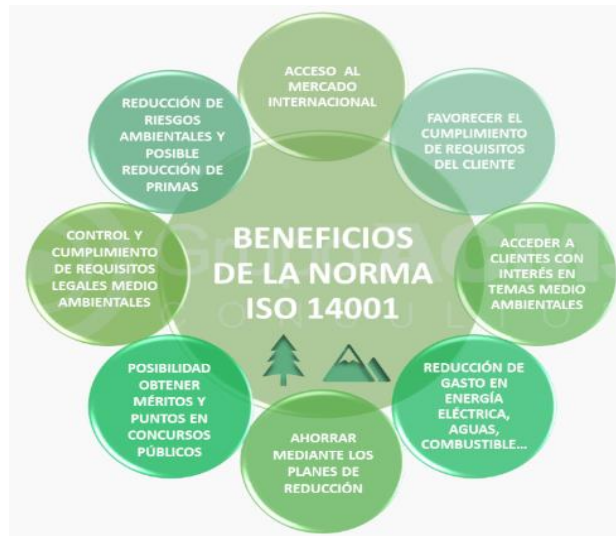 ACCESO AL
MERCADO
INTERNACIONAL
FAVORECER EL
CUMPLIMIENTO
DE REQUISITOS
DEL CLIENTE
ACCEDER A
CLIENTES CON
INTERÉS EN
TEMAS MEDIO
AMBIENTALES
REDUCCIÓN DE
GASTO EN
ENERGÍA
ELÉCTRICA,
AGUAS,
COMBUSTIBLE...
AHORRAR
MEDIANTE LOS
PLANES DE
REDUCCIÓN
POSIBILIDAD
OBTENER
MÉRITOS Y
PUNTOS EN
CONCURSOS
PÚBLICOS
CONTROL Y
CUMPLIMIENTO
DE REQUISITOS
LEGALES MEDIO
AMBIENTALES
REDUCCIÓN DE
RIESGOS
AMBIENTALES Y
POSIBLE
REDUCCIÓN DE
PRIMAS
BENEFICIOS
DE LA NORMA
ISO 14001